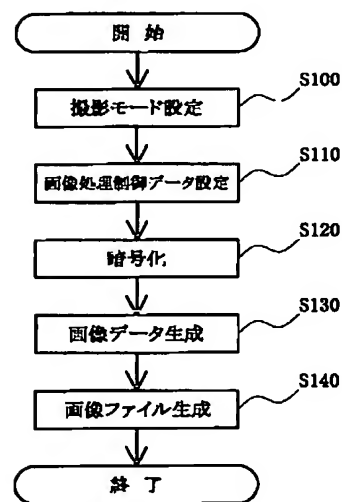 開 始
撮影モード設定
S100
画像処理制御データ設定
S110
暗号化
S120
画像データ生成
S130
画像ファイル生成
S140
終 了